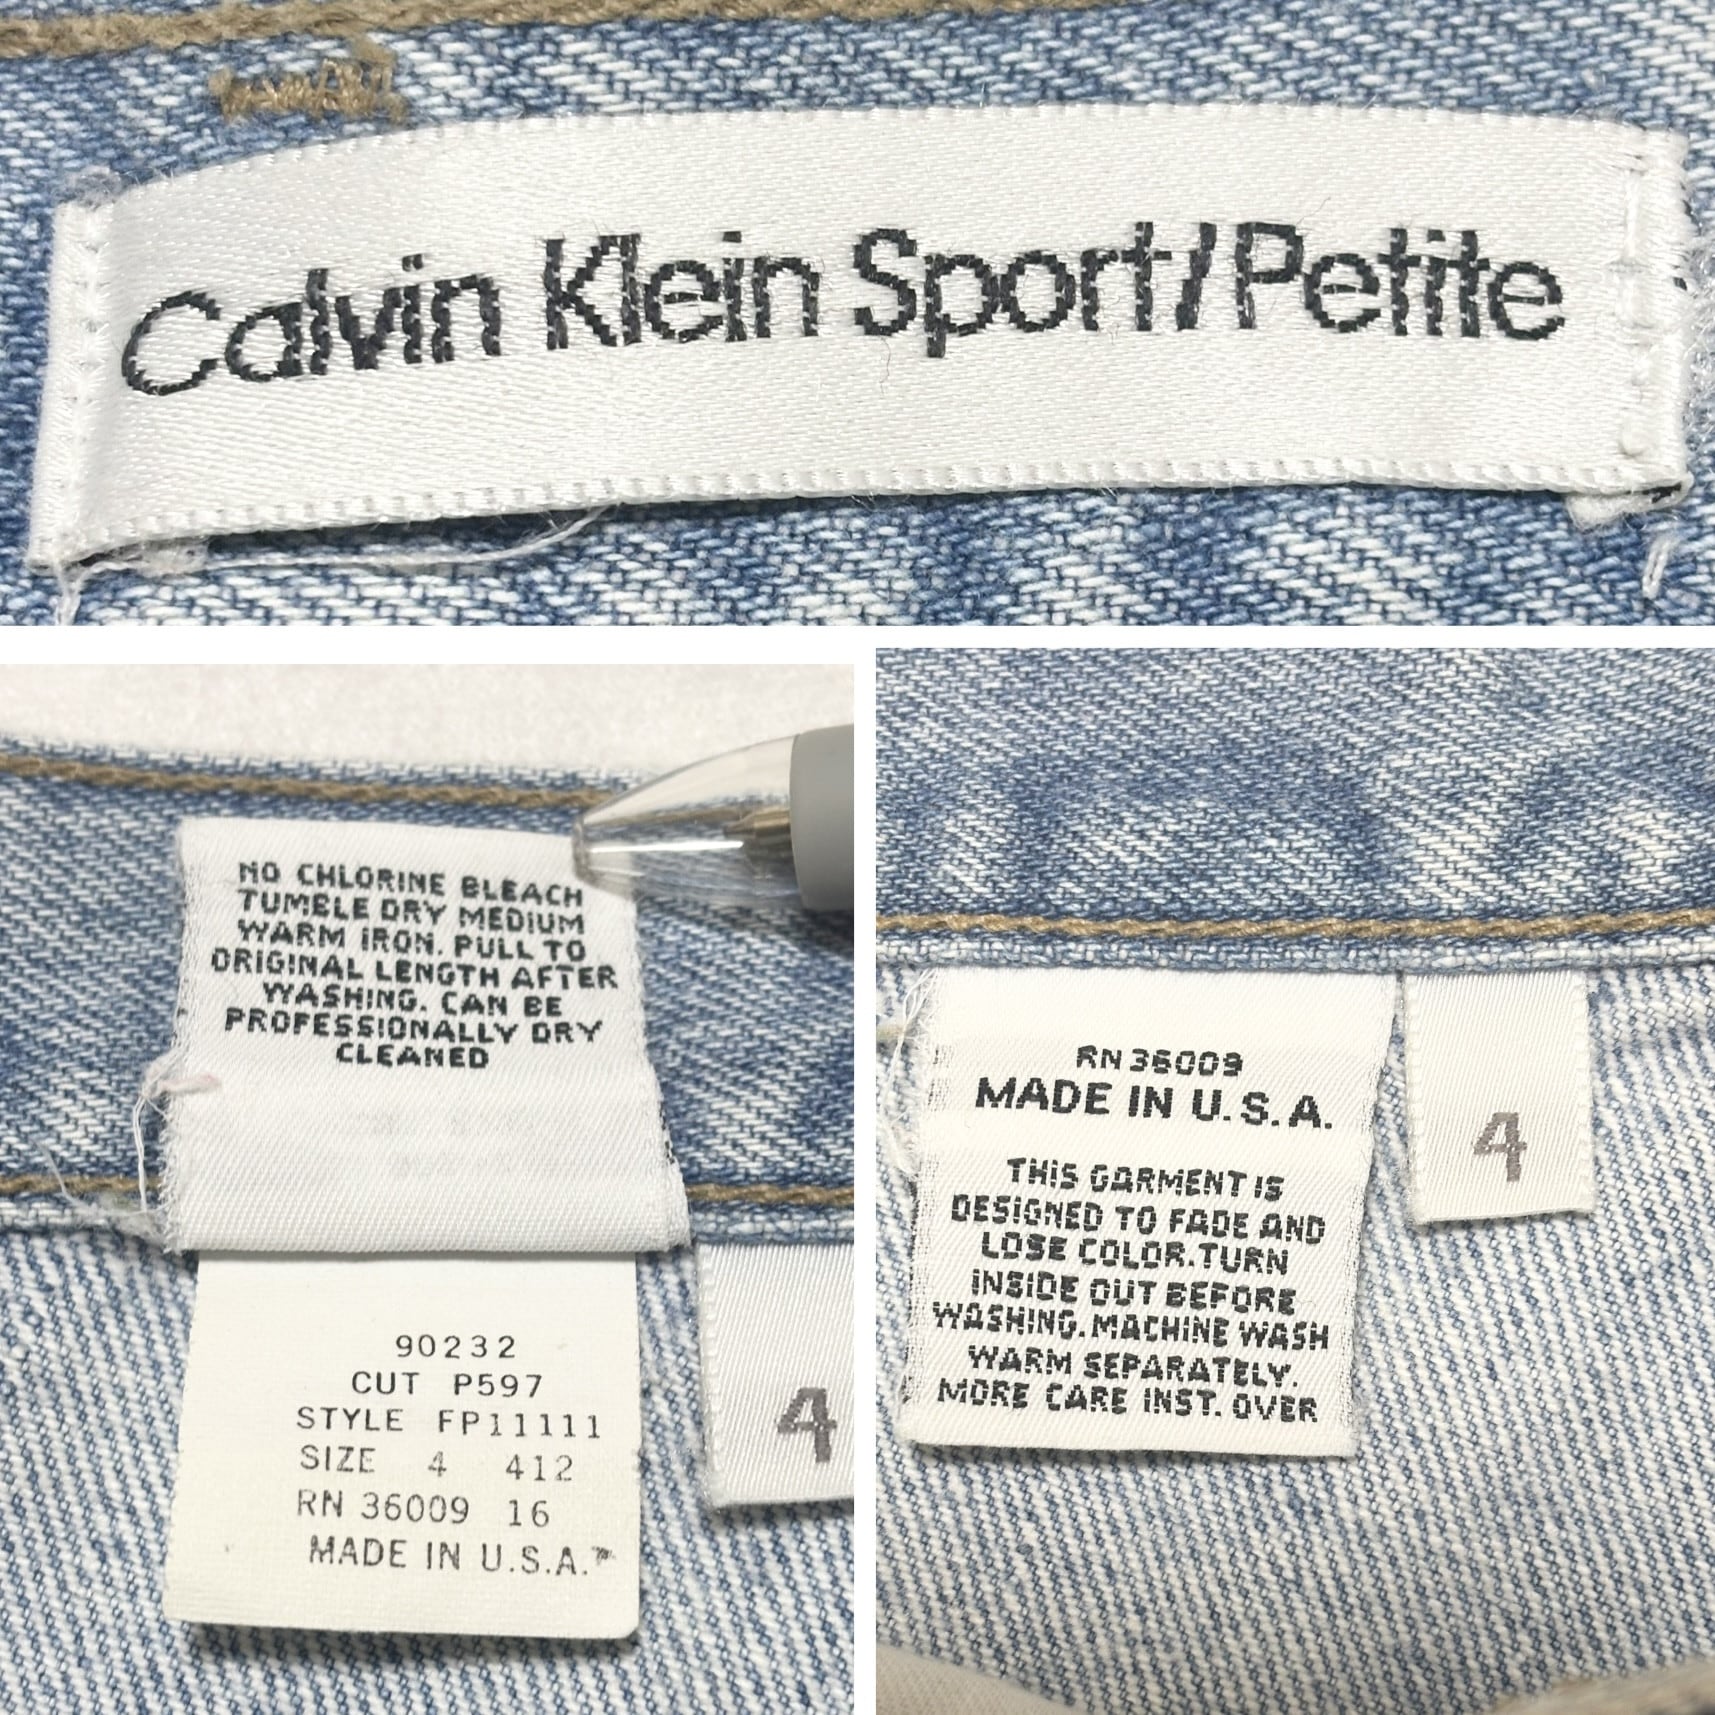 Calvin Klein Sport/Petite
NO CHLORINE BLEACH
TUMBLE DRY MEDIUM
WARM IRON. PULL TO
ORIGINAL LENGTH AFTER
WASHING. CAN BE
PROFESSIONALLY DRY
CLEANED
90232
CUT P597
STYLE FP11111
SIZE 4 412
RN 36009 16
MADE IN U.S.A.
4
RN 36009
MADE IN U.S.A.
THIS GARMENT IS
DESIGNED TO FADE AND
LOSE COLOR. TURN
INSIDE OUT BEFORE
WASHING. MACHINE WASH
WARM SEPARATELY.
MORE CARE INST. OVER
4